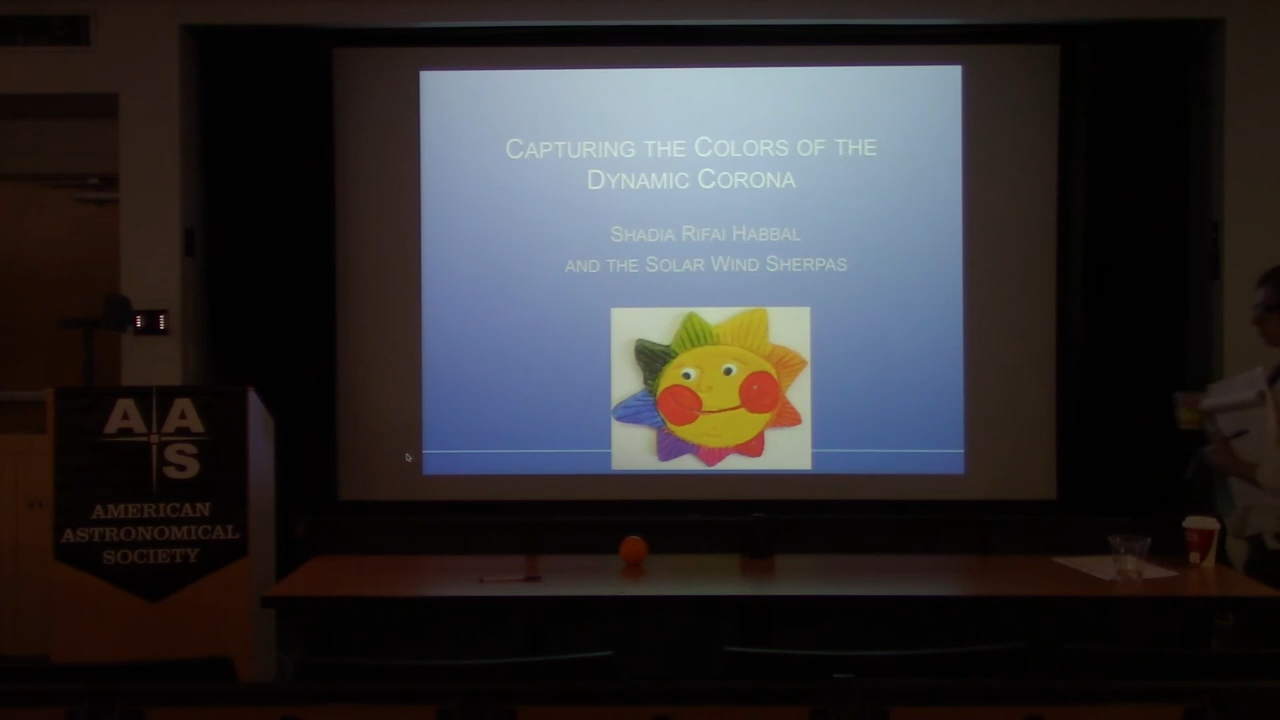 CAPTURING THE COLORS OF THE
DYNAMIC CORONA
SHADIA RIFAI HABBAL
AND THE SOLAR WIND SHERPAS
AAS
AMERICAN
ASTRONOMICAL
SOCIETY